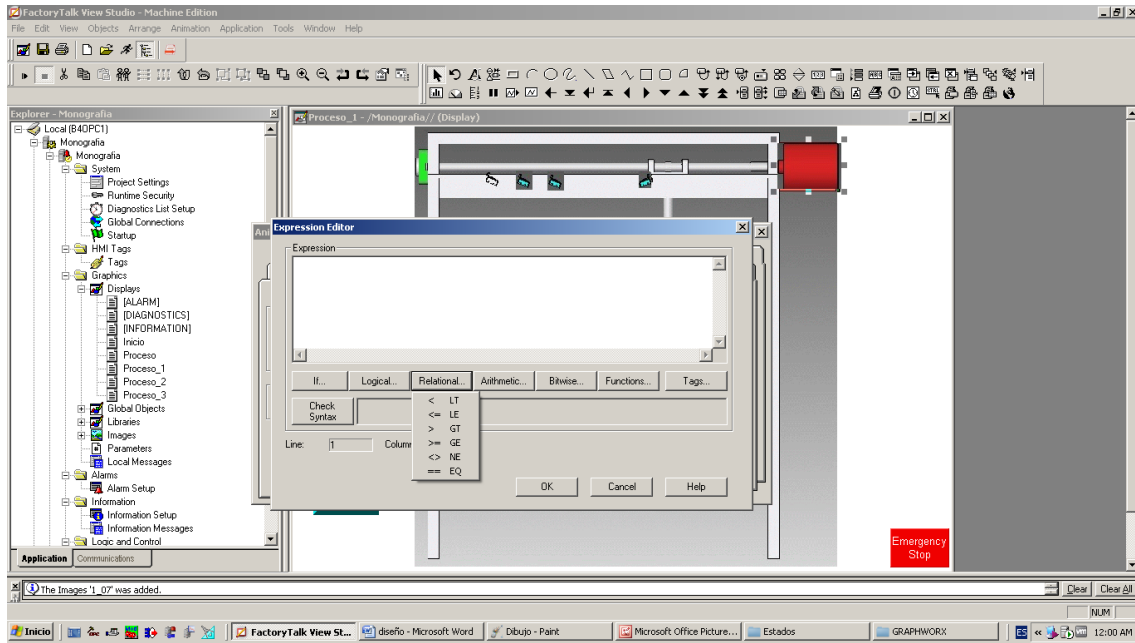 FactoryTalk View Studio - Machine Edition
File Edit View Objects Arrange Animation Application Tools Window Help
Explorer - Monografia
Proceso_1 - /Monografia// (Display)
Local (B40PC1)
Monografia
Monografia
System
Project Settings
Runtime Security
Diagnostics List Setup
Global Connections
Startup
HMI Tags
Tags
Graphics
Displays
[ALARM]
[DIAGNOSTICS]
[INFORMATION]
Inicio
Proceso
Proceso_1
Proceso_2
Proceso_3
Global Objects
Libraries
Images
Parameters
Local Messages
Alarms
Alarm Setup
Information
Information Setup
Information Messages
Logic and Control
Application Communications
Ani
Expression Editor
Expression
If... Logical... Relational... Arithmetic... Bitwise... Functions... Tags...
Check
Syntax
< LT
<= LE
> GT
>= GE
<> NE
== EQ
Line: 1 Colum
OK Cancel Help
Emergency
Stop
The Images '1_07' was added.
Clear Clear All
NUM
Inicio FactoryTalk View St... diseño - Microsoft Word Dibujo - Paint Microsoft Office Picture... Estados GRAPHWORX ES « 12:00 AM